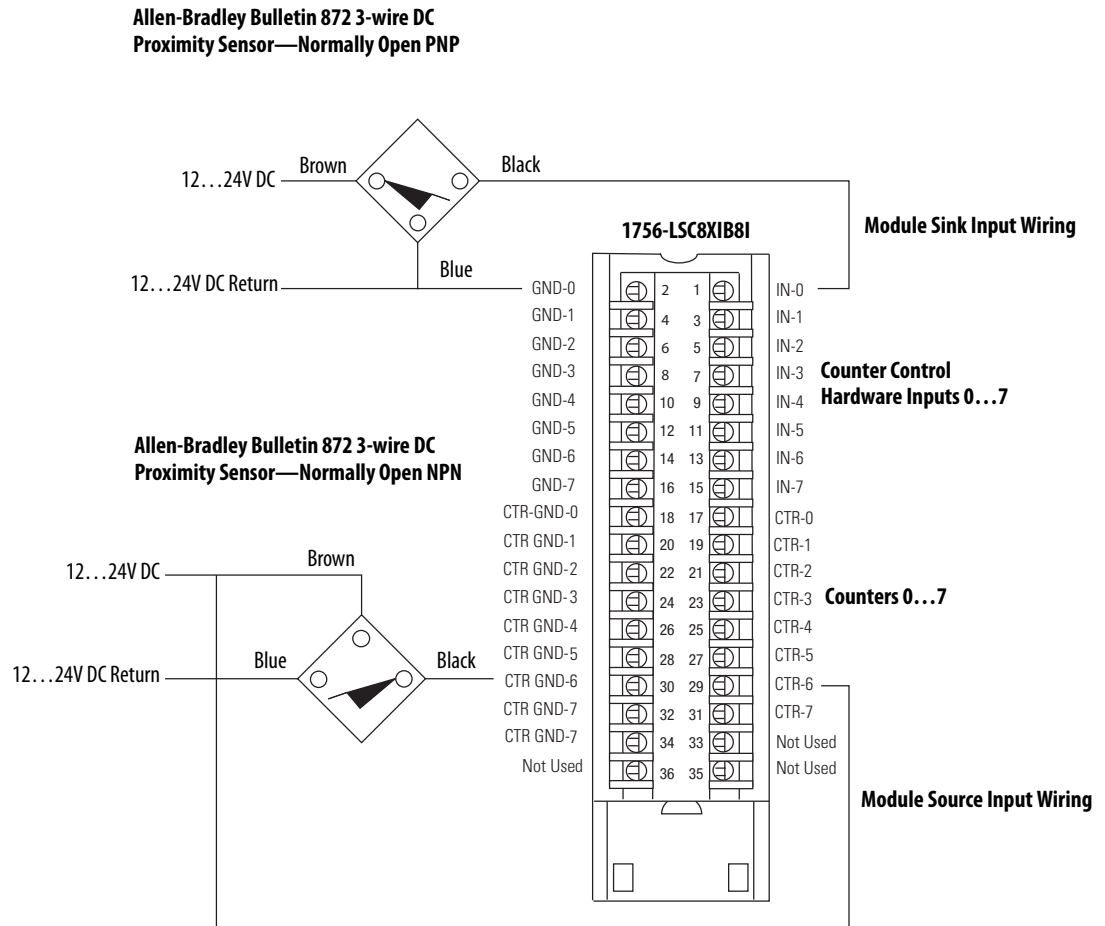 Allen-Bradley Bulletin 872 3-wire DC
Proximity Sensor—Normally Open PNP
12...24V DC
Brown
Black
12...24V DC Return
Blue
1756-LSC8XIB8I
Module Sink Input Wiring
GND-0 2 1 IN-0
GND-1 4 3 IN-1
GND-2 6 5 IN-2
GND-3 8 7 IN-3
GND-4 10 9 IN-4
GND-5 12 11 IN-5
GND-6 14 13 IN-6
GND-7 16 15 IN-7
CTR-GND-0 18 17 CTR-0
CTR GND-1 20 19 CTR-1
CTR GND-2 22 21 CTR-2
CTR GND-3 24 23 CTR-3
CTR GND-4 26 25 CTR-4
CTR GND-5 28 27 CTR-5
CTR GND-6 30 29 CTR-6
CTR GND-7 32 31 CTR-7
CTR GND-7 34 33 Not Used
Not Used 36 35 Not Used
Counter Control
Hardware Inputs 0...7
Counters 0...7
Allen-Bradley Bulletin 872 3-wire DC
Proximity Sensor—Normally Open NPN
12...24V DC
Brown
12...24V DC Return
Blue
Black
Module Source Input Wiring